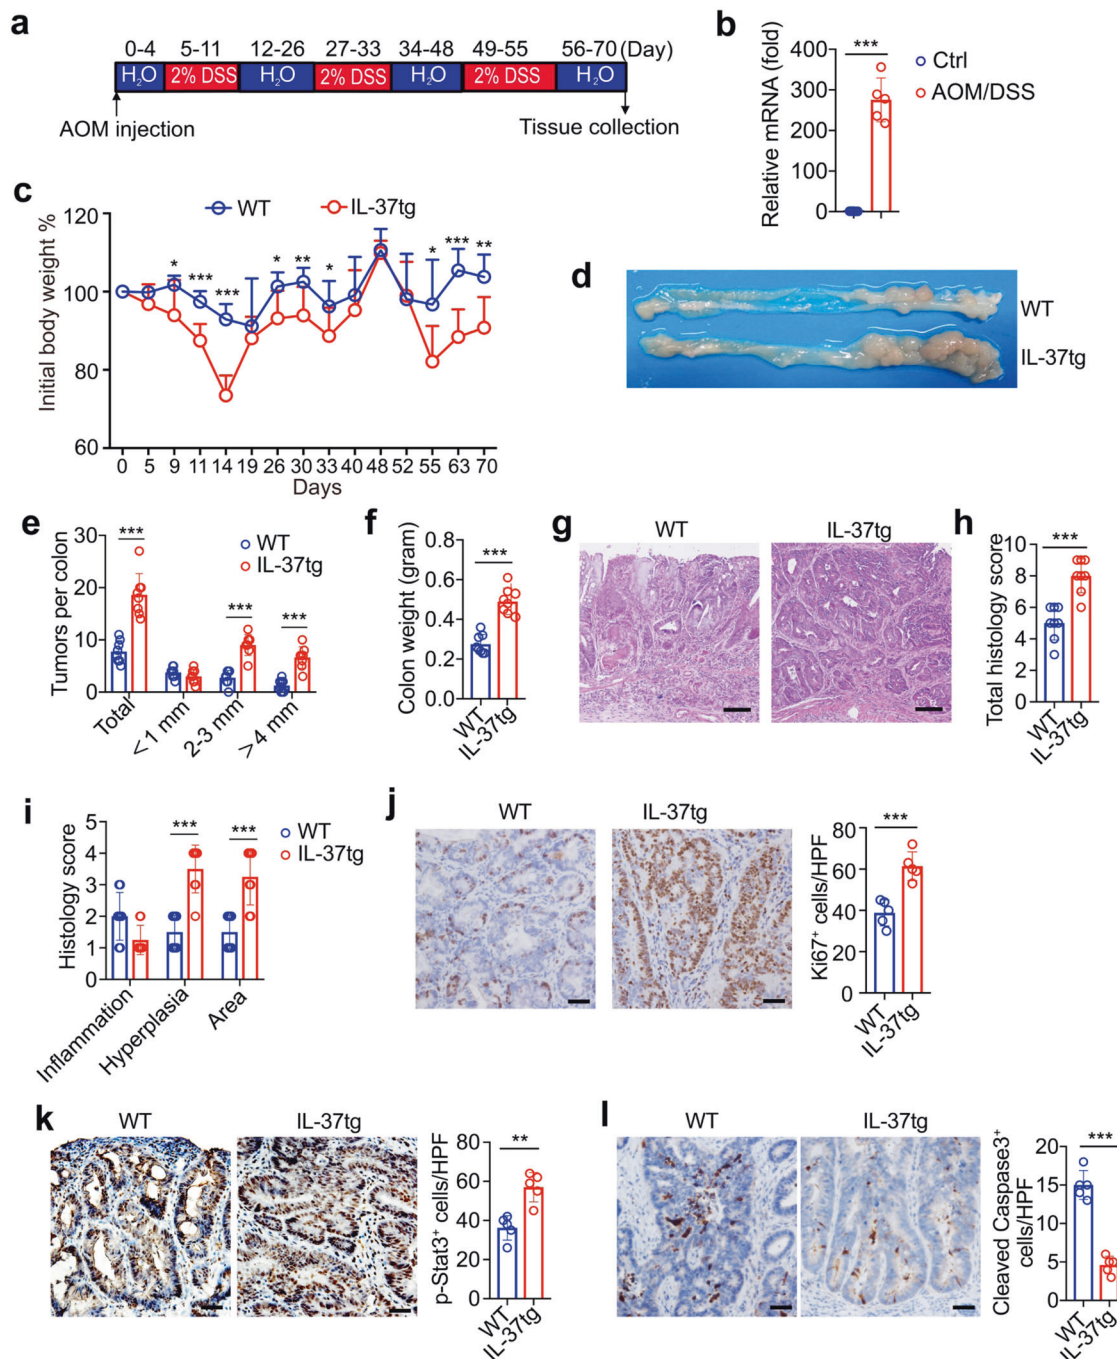 a
0-4 5-11 12-26 27-33 34-48 49-55 56-70 (Day)
H₂O 2% DSS H₂O 2% DSS H₂O 2% DSS H₂O
AOM injection
Tissue collection
b
Relative mRNA (fold)
400
300
200
100
0
***
Ctrl
AOM/DSS
c
WT IL-37tg
Initial body weight %
120
100
80
60
* *** *** * ** * * *** **
0 5 9 11 14 19 26 30 33 40 48 52 55 63 70
Days
d
WT
IL-37tg
e
Tumors per colon
30
20
10
0
*** *** ***
WT
IL-37tg
Total <1 mm 2-3 mm >4 mm
f
Colon weight (gram)
0.8
0.6
0.4
0.2
0.0
***
WT
IL-37tg
g
WT IL-37tg
h
Total histology score
10
8
6
4
2
0
***
WT
IL-37tg
i
Histology score
5
4
3
2
1
0
*** ***
WT
IL-37tg
Inflammation Hyperplasia Area
j
WT IL-37tg
Ki67⁺ cells/HPF
80
60
40
20
0
***
WT
IL-37tg
k
WT IL-37tg
p-Stat3⁺ cells/HPF
80
60
40
20
0
**
WT
IL-37tg
l
WT IL-37tg
Cleaved Caspase3⁺
cells/HPF
20
15
10
5
0
***
WT
IL-37tg